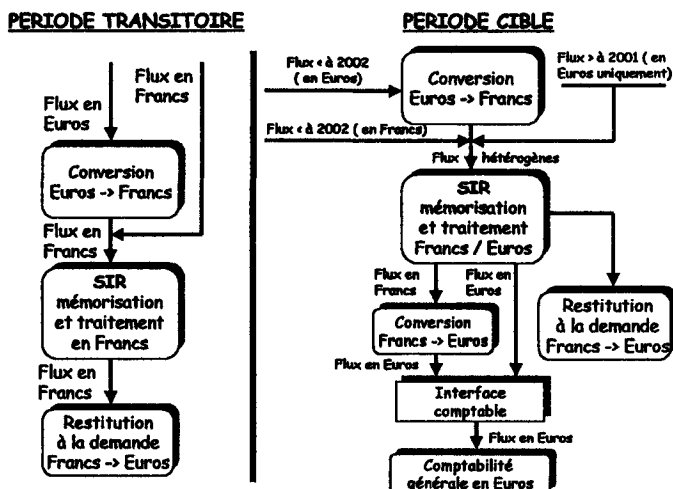 PERIODE TRANSITOIRE
Flux en
Euros
Flux en
Francs
Conversion
Euros -> Francs
Flux en
Francs
SIR
mémorisation
et traitement
en Francs
Flux en
Francs
Restitution
à la demande
Francs -> Euros
PERIODE CIBLE
Flux < à 2002
( en Euros)
Conversion
Euros -> Francs
Flux > à 2001 ( en
Euros uniquement)
Flux < à 2002 ( en Francs)
Flux hétérogènes
SIR
mémorisation
et traitement
Francs / Euros
Flux en
Francs
Flux en
Euros
Conversion
Francs -> Euros
Restitution
à la demande
Francs -> Euros
Flux en Euros
Interface
comptable
Flux en Euros
Comptabilité
générale en Euros